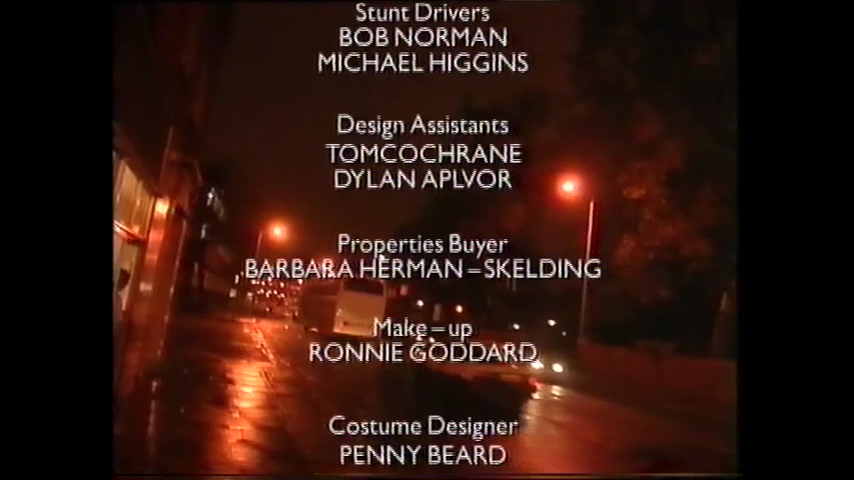 Stunt Drivers
BOB NORMAN
MICHAEL HIGGINS
Design Assistants
TOMCOCHRANE
DYLAN APLVOR
Properties Buyer
BARBARA HERMAN–SKELDING
Make–up
RONNIE GODDARD
Costume Designer
PENNY BEARD